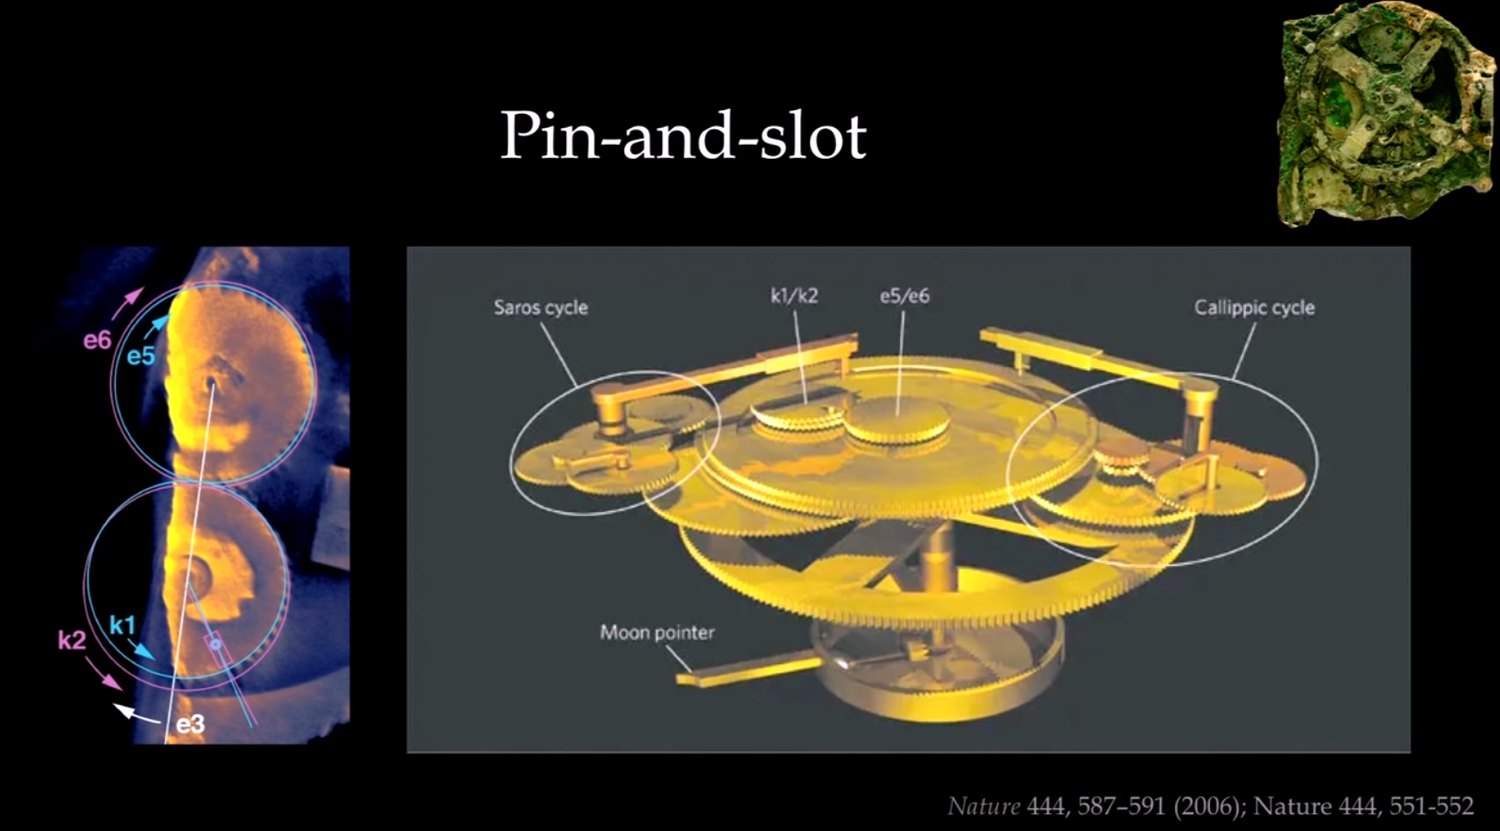 Pin-and-slot
e6
e5
k1
k2
e3
Saros cycle
k1/k2
e5/e6
Callippic cycle
Moon pointer
Nature 444, 587–591 (2006); Nature 444, 551-552